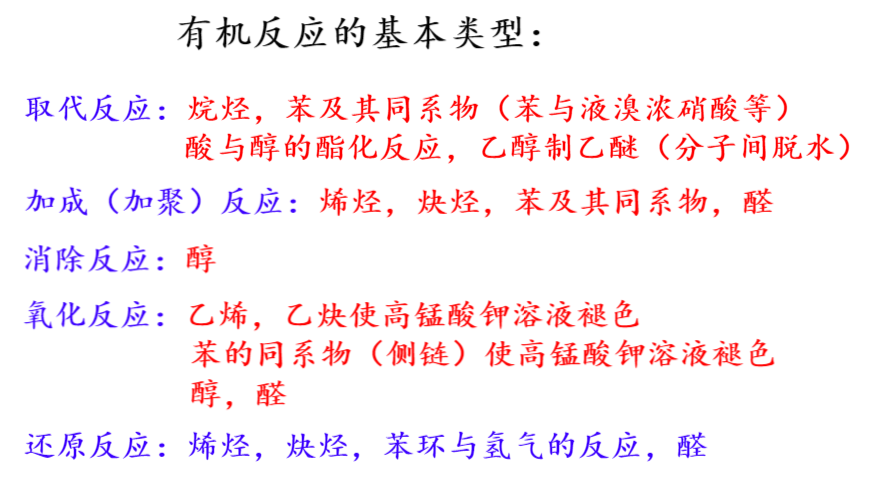 有机反应的基本类型：
取代反应：烷烃，苯及其同系物（苯与液溴浓硝酸等）
酸与醇的酯化反应，乙醇制乙醚（分子间脱水）
加成（加聚）反应：烯烃，炔烃，苯及其同系物，醛
消除反应：醇
氧化反应：乙烯，乙炔使高锰酸钾溶液褪色
苯的同系物（侧链）使高锰酸钾溶液褪色
醇，醛
还原反应：烯烃，炔烃，苯环与氢气的反应，醛